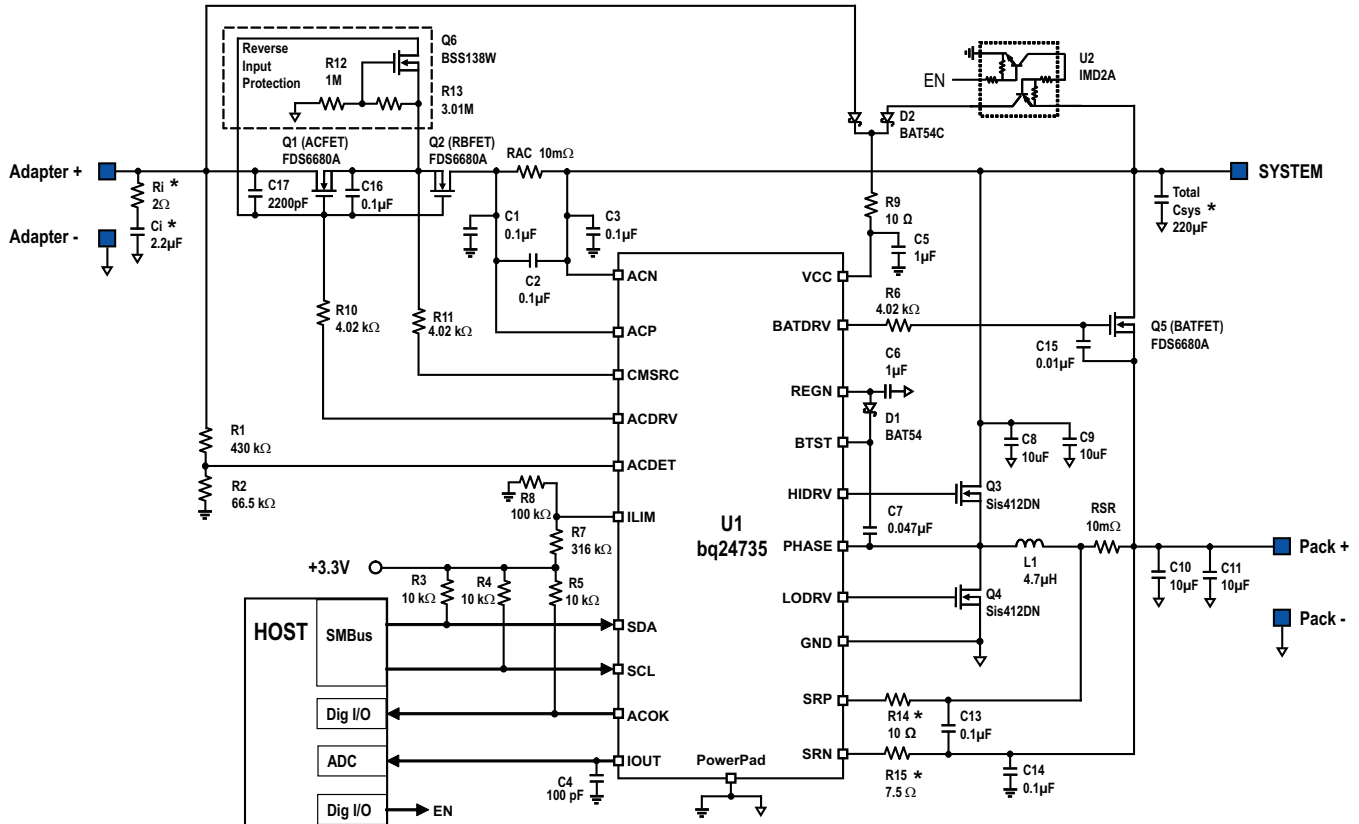 Reverse
Input
Protection
R12
1M
Q6
BSS138W
R13
3.01M
U2
IMD2A
EN
D2
BAT54C
Q1 (ACFET)
FDS6680A
Q2 (RBFET)
FDS6680A
RAC 10mΩ
Adapter +
Ri *
2Ω
Ci *
2.2µF
Adapter -
C17
2200pF
C16
0.1µF
C1
0.1µF
C3
0.1µF
C2
0.1µF
R9
10 Ω
C5
1µF
SYSTEM
Total
Csys *
220µF
R10
4.02 kΩ
R11
4.02 kΩ
ACN
ACP
CMSRC
ACDRV
ACDET
ILIM
SDA
SCL
ACOK
IOUT
U1
bq24735
PowerPad
VCC
BATDRV
REGN
BTST
HIDRV
PHASE
LODRV
GND
SRP
SRN
R6
4.02 kΩ
C15
0.01µF
Q5 (BATFET)
FDS6680A
C6
1µF
D1
BAT54
C8
10uF
C9
10uF
Q3
Sis412DN
C7
0.047µF
L1
4.7µH
RSR
10mΩ
Q4
Sis412DN
C10
10µF
C11
10µF
Pack +
Pack -
R14 *
10 Ω
C13
0.1µF
R15 *
7.5 Ω
C14
0.1µF
R1
430 kΩ
R2
66.5 kΩ
R8
100 kΩ
R7
316 kΩ
+3.3V
R3
10 kΩ
R4
10 kΩ
R5
10 kΩ
HOST
SMBus
Dig I/O
ADC
Dig I/O
EN
C4
100 pF